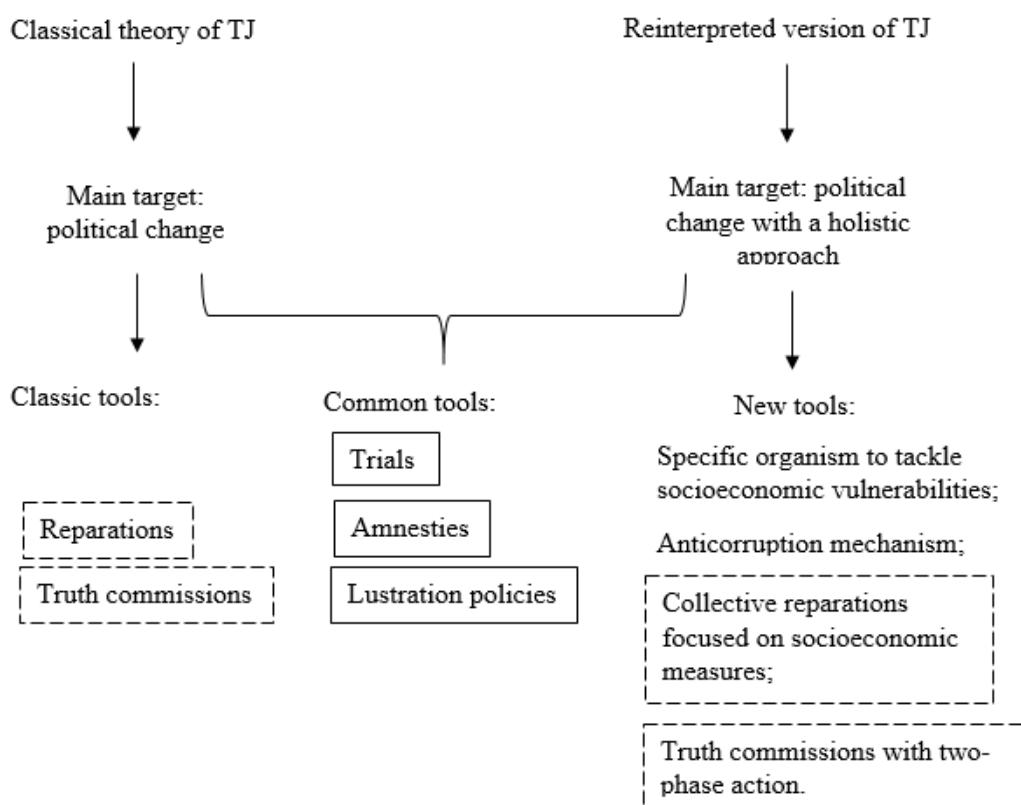 Classical theory of TJ
Reinterpreted version of TJ
Main target:
political change
Main target: political
change with a holistic
approach
Classic tools:
Reparations
Truth commissions
Common tools:
Trials
Amnesties
Lustration policies
New tools:
Specific organism to tackle
socioeconomic vulnerabilities;
Anticorruption mechanism;
Collective reparations
focused on socioeconomic
measures;
Truth commissions with two-
phase action.